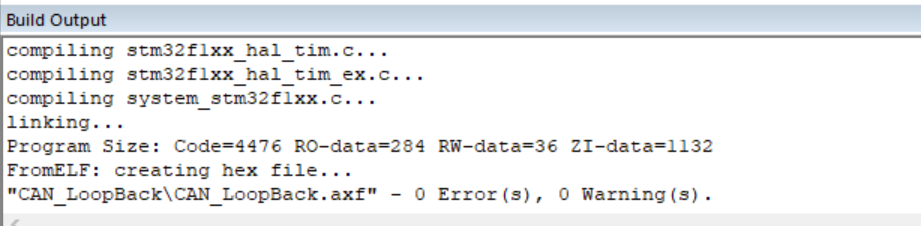 Build Output
compiling stm32f1xx_hal_tim.c...
compiling stm32f1xx_hal_tim_ex.c...
compiling system_stm32f1xx.c...
linking...
Program Size: Code=4476 RO-data=284 RW-data=36 ZI-data=1132
FromELF: creating hex file...
"CAN_LoopBack\CAN_LoopBack.axf" - 0 Error(s), 0 Warning(s).